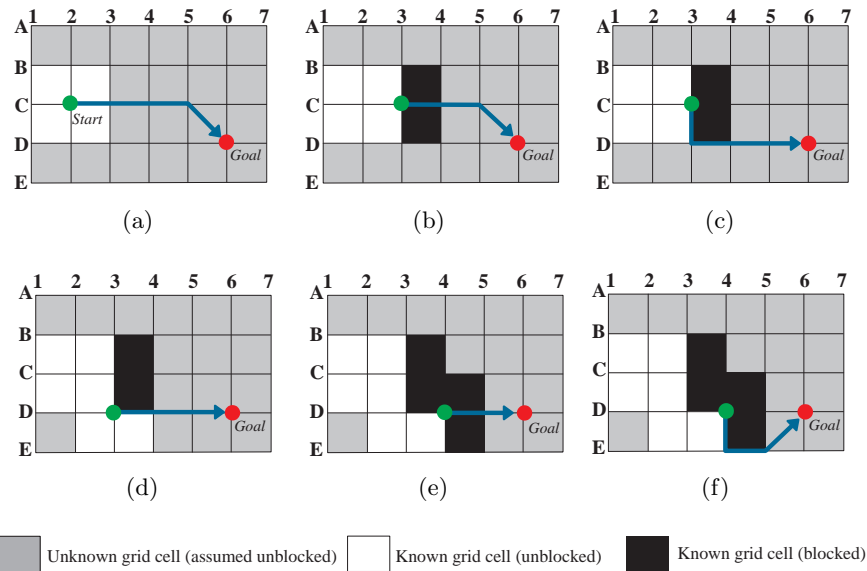 1 2 3 4 5 6 7
A
B
C
D
E
Start
Goal
(a)
1 2 3 4 5 6 7
A
B
C
D
E
Goal
(b)
1 2 3 4 5 6 7
A
B
C
D
E
Goal
(c)
1 2 3 4 5 6 7
A
B
C
D
E
Goal
(d)
1 2 3 4 5 6 7
A
B
C
D
E
Goal
(e)
1 2 3 4 5 6 7
A
B
C
D
E
Goal
(f)
Unknown grid cell (assumed unblocked)
Known grid cell (unblocked)
Known grid cell (blocked)